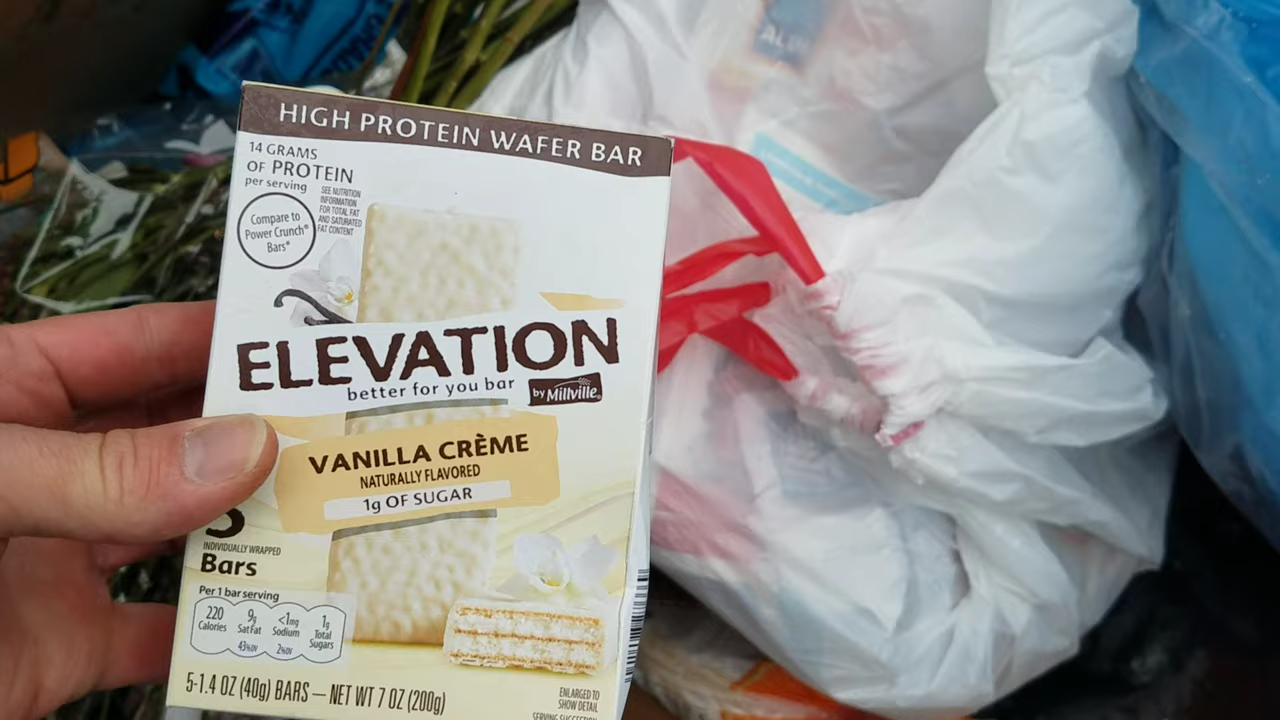 HIGH PROTEIN WAFER BAR
14 GRAMS
OF PROTEIN
per serving
SEE NUTRITION
INFORMATION
FOR TOTAL FAT
AND SATURATED
FAT CONTENT
Compare to
Power Crunch®
Bars*
ELEVATION
better for you bar
by Millville®
VANILLA CRÈME
NATURALLY FLAVORED
1g OF SUGAR
5
INDIVIDUALLY WRAPPED
Bars
Per 1 bar serving
220
Calories
9g
Sat Fat
43% DV
<1mg
Sodium
2% DV
1g
Total
Sugars
5-1.4 OZ (40g) BARS — NET WT 7 OZ (200g)
ENLARGED TO
SHOW DETAIL
SERVING SUGGESTION